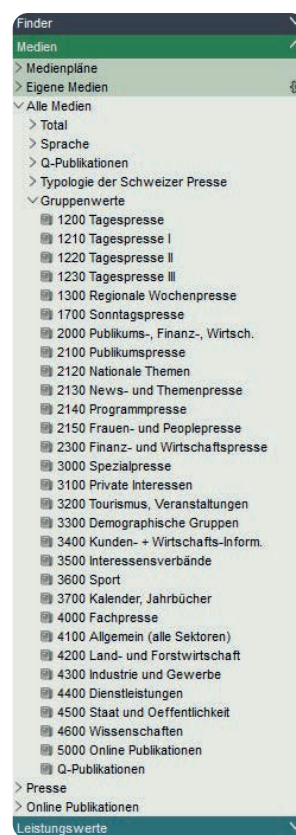 Finder
Medien
Medienpläne
Eigene Medien
Alle Medien
Total
Sprache
Q-Publikationen
Typologie der Schweizer Presse
Gruppenwerte
1200 Tagespresse
1210 Tagespresse I
1220 Tagespresse II
1230 Tagespresse III
1300 Regionale Wochenpresse
1700 Sonntagspresse
2000 Publikums-, Finanz-, Wirtsch.
2100 Publikumspresse
2120 Nationale Themen
2130 News- und Themenpresse
2140 Programmpresse
2150 Frauen- und Peoplepresse
2300 Finanz- und Wirtschaftspresse
3000 Spezialpresse
3100 Private Interessen
3200 Tourismus, Veranstaltungen
3300 Demographische Gruppen
3400 Kunden- + Wirtschafts-Inform.
3500 Interessensverbände
3600 Sport
3700 Kalender, Jahrbücher
4000 Fachpresse
4100 Allgemein (alle Sektoren)
4200 Land- und Forstwirtschaft
4300 Industrie und Gewerbe
4400 Dienstleistungen
4500 Staat und Oeffentlichkeit
4600 Wissenschaften
5000 Online Publikationen
Q-Publikationen
Presse
Online Publikationen
Leistungswerte